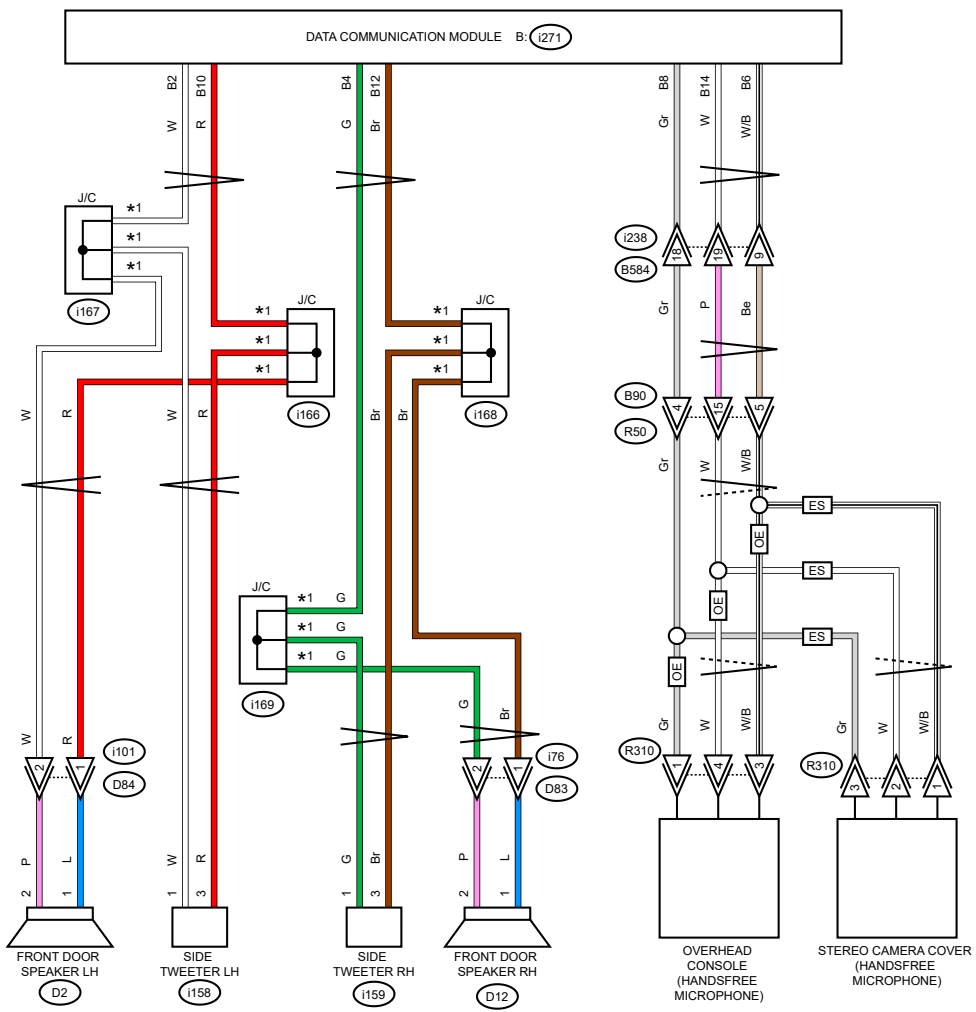 DATA COMMUNICATION MODULE B: i271
B2
B10
B4
B12
B8
B14
B6
W
R
G
Br
Gr
W
W/B
J/C
*1
*1
*1
i167
i238
B584
18
19
9
J/C
*1
*1
*1
i166
J/C
*1
*1
*1
i168
Gr
P
Be
B90
R50
4
15
5
W
R
W
R
Br
Br
Gr
W
W/B
ES
OE
ES
OE
ES
OE
J/C
*1 G
*1 G
*1 G
i169
G
Br
Gr
W
W/B
Gr
W
W/B
W
R
i101
D84
2
1
i76
D83
2
1
R310
1
4
3
R310
3
2
1
P
L
W
R
G
Br
P
L
2
1
1
3
1
3
2
1
FRONT DOOR
SPEAKER LH
D2
SIDE
TWEETER LH
i158
SIDE
TWEETER RH
i159
FRONT DOOR
SPEAKER RH
D12
OVERHEAD
CONSOLE
(HANDSFREE
MICROPHONE)
STEREO CAMERA COVER
(HANDSFREE
MICROPHONE)